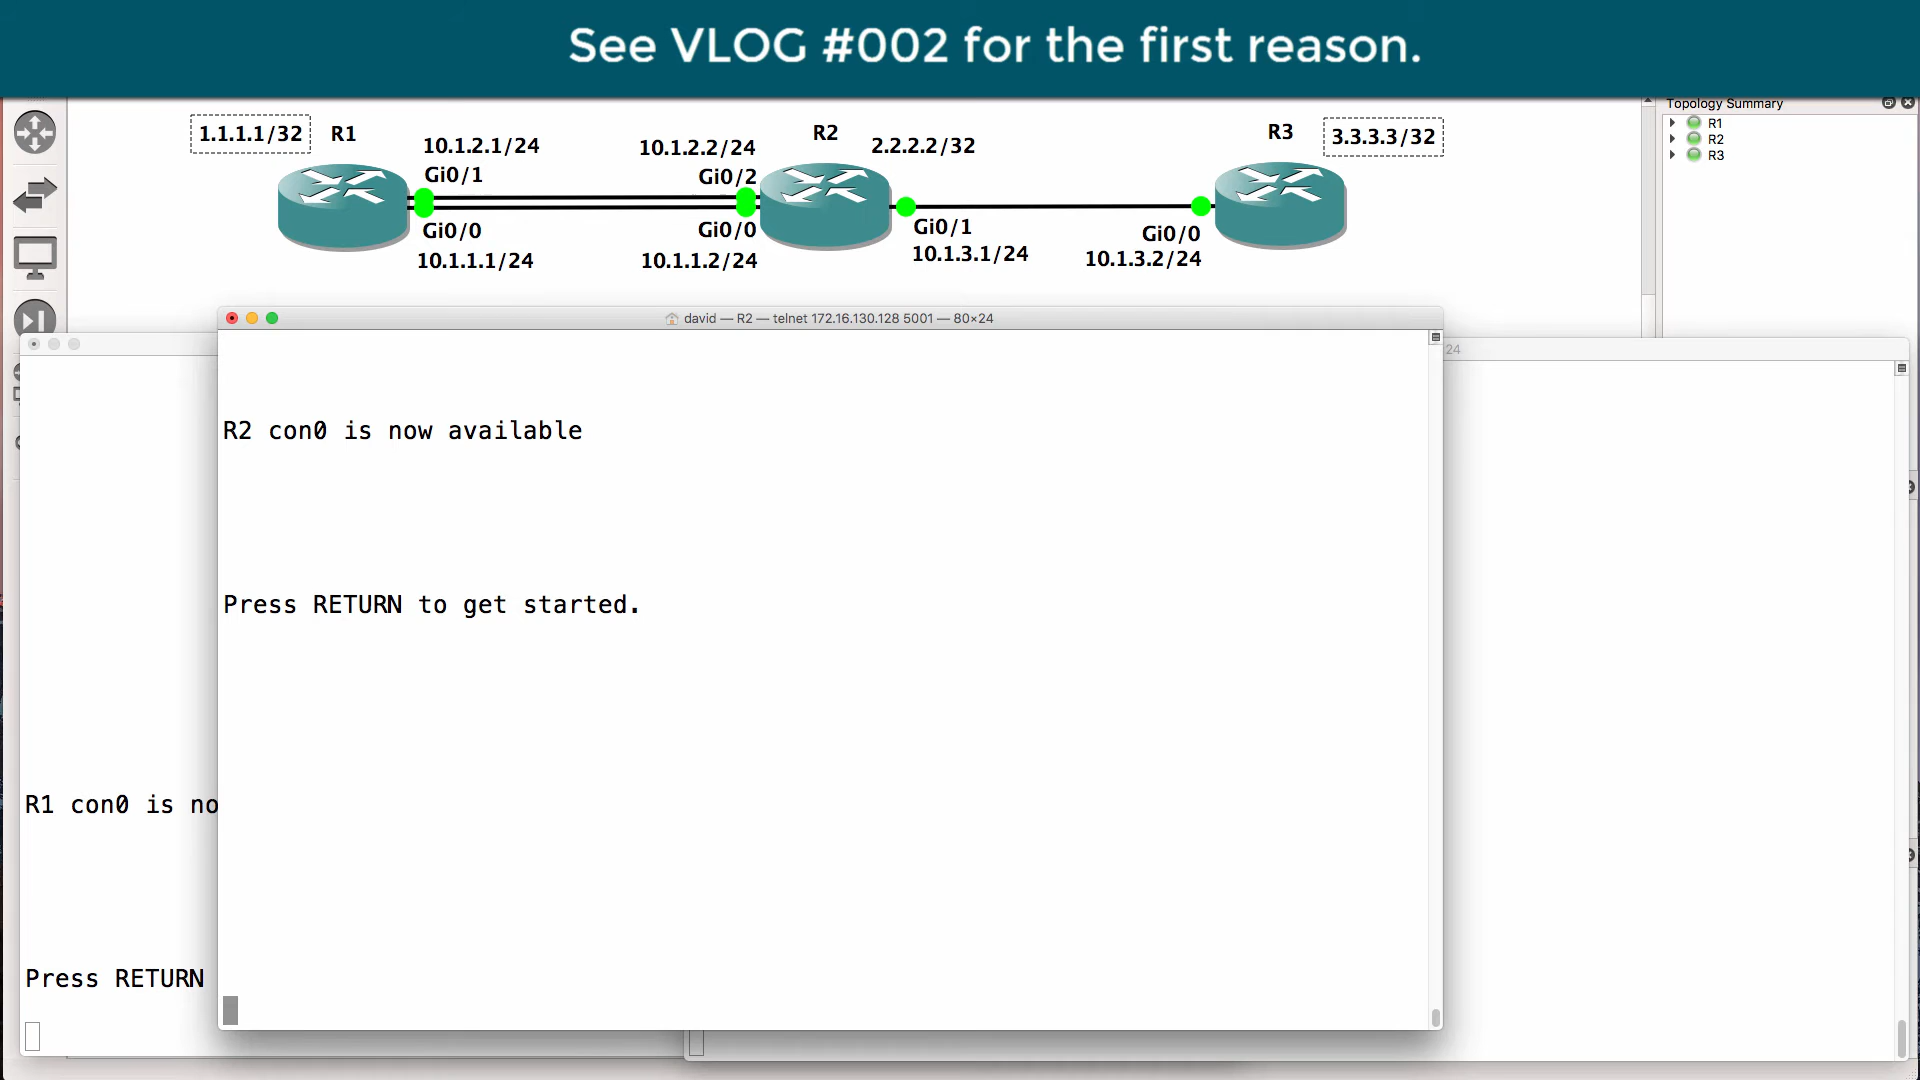 See VLOG #002 for the first reason.
Topology Summary
R1
R2
R3
1.1.1.1/32
R1
10.1.2.1/24
Gi0/1
Gi0/0
10.1.1.1/24
10.1.2.2/24
Gi0/2
Gi0/0
10.1.1.2/24
R2
2.2.2.2/32
Gi0/1
10.1.3.1/24
R3
3.3.3.3/32
Gi0/0
10.1.3.2/24
david — R2 — telnet 172.16.130.128 5001 — 80×24
24
R2 con0 is now available
Press RETURN to get started.
R1 con0 is no
Press RETURN